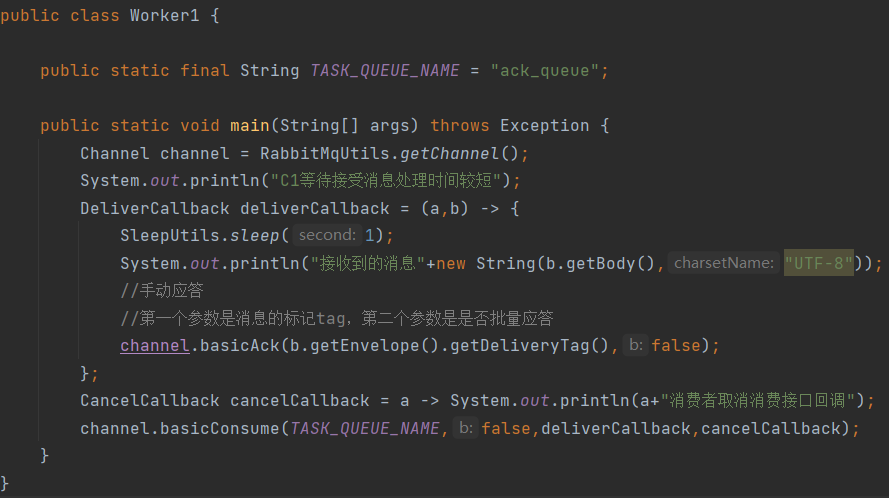 public class Worker1 {
public static final String TASK_QUEUE_NAME = "ack_queue";
public static void main(String[] args) throws Exception {
Channel channel = RabbitMqUtils.getChannel();
System.out.println("C1等待接受消息处理时间较短");
DeliverCallback deliverCallback = (a,b) -> {
SleepUtils.sleep( second: 1);
System.out.println("接收到的消息"+new String(b.getBody(), charsetName: "UTF-8"));
//手动应答
//第一个参数是消息的标记tag，第二个参数是是否批量应答
channel.basicAck(b.getEnvelope().getDeliveryTag(), b: false);
};
CancelCallback cancelCallback = a -> System.out.println(a+"消费者取消消费接口回调");
channel.basicConsume(TASK_QUEUE_NAME, b: false,deliverCallback,cancelCallback);
}
}